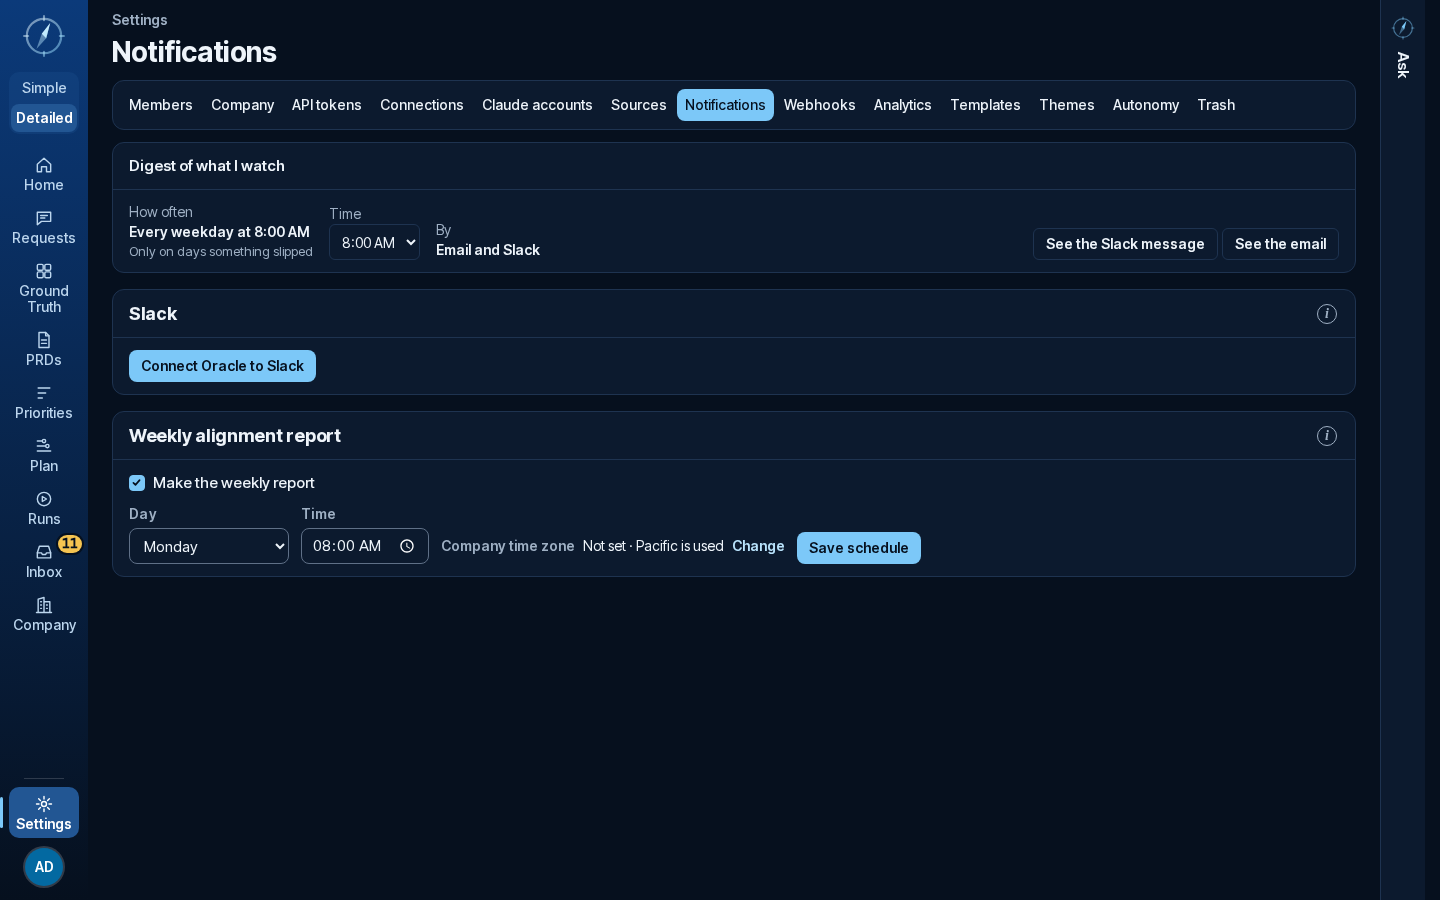 Settings
Notifications
Simple
Detailed
Home
Requests
Ground
Truth
PRDs
Priorities
Plan
Runs
11
Inbox
Company
Settings
AD
Members Company API tokens Connections Claude accounts Sources Notifications Webhooks Analytics Templates Themes Autonomy Trash
Digest of what I watch
How often
Every weekday at 8:00 AM
Only on days something slipped
Time
8:00 AM
By
Email and Slack
See the Slack message
See the email
Slack
i
Connect Oracle to Slack
Weekly alignment report
i
Make the weekly report
Day
Monday
Time
08:00 AM
Company time zone Not set · Pacific is used Change
Save schedule
Ask